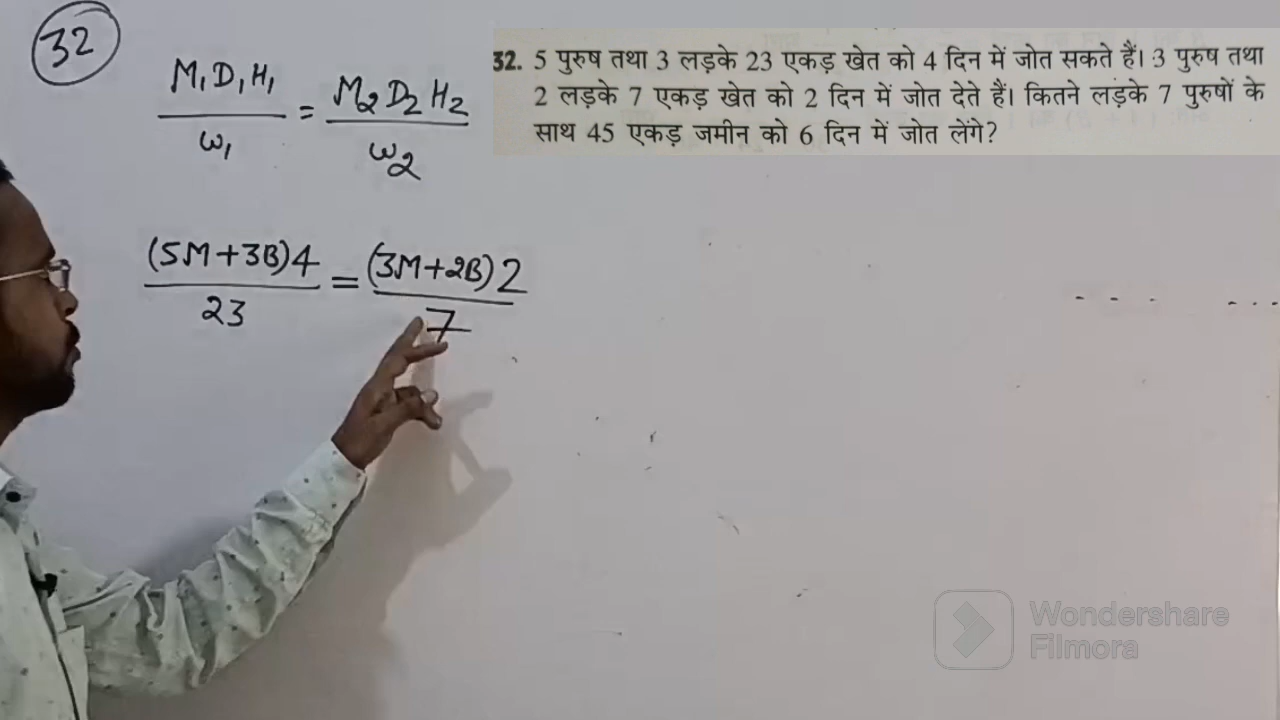 32
M₁D₁H₁/ω₁ = M₂D₂H₂/ω₂
32. 5 पुरुष तथा 3 लड़के 23 एकड़ खेत को 4 दिन में जोत सकते हैं। 3 पुरुष तथा
2 लड़के 7 एकड़ खेत को 2 दिन में जोत देते हैं। कितने लड़के 7 पुरुषों के
साथ 45 एकड़ जमीन को 6 दिन में जोत लेंगे?
(5M+3B)4/23 = (3M+2B)2/7
Wondershare
Filmora